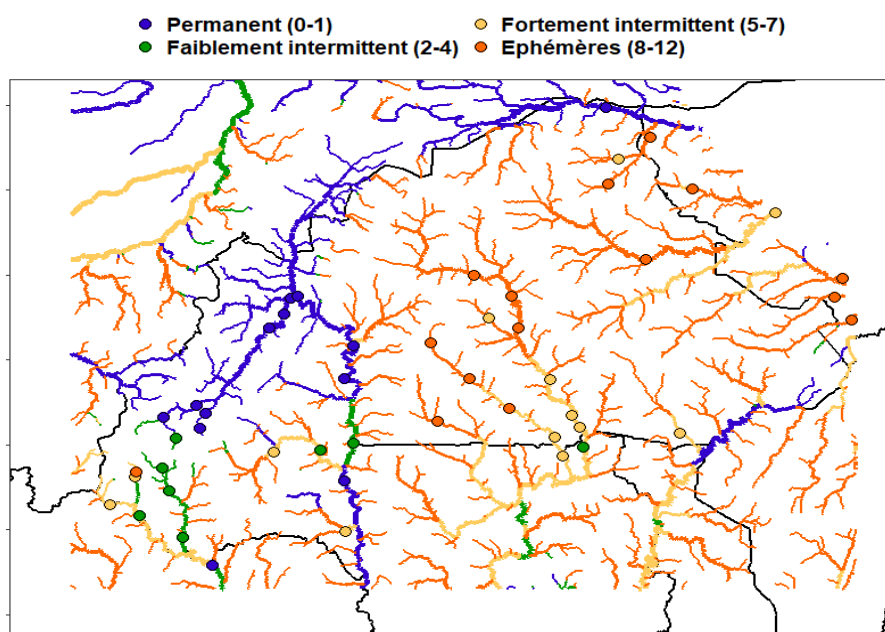 Permanent (0-1) Fortement intermittent (5-7)
Faiblement intermittent (2-4) Ephémères (8-12)